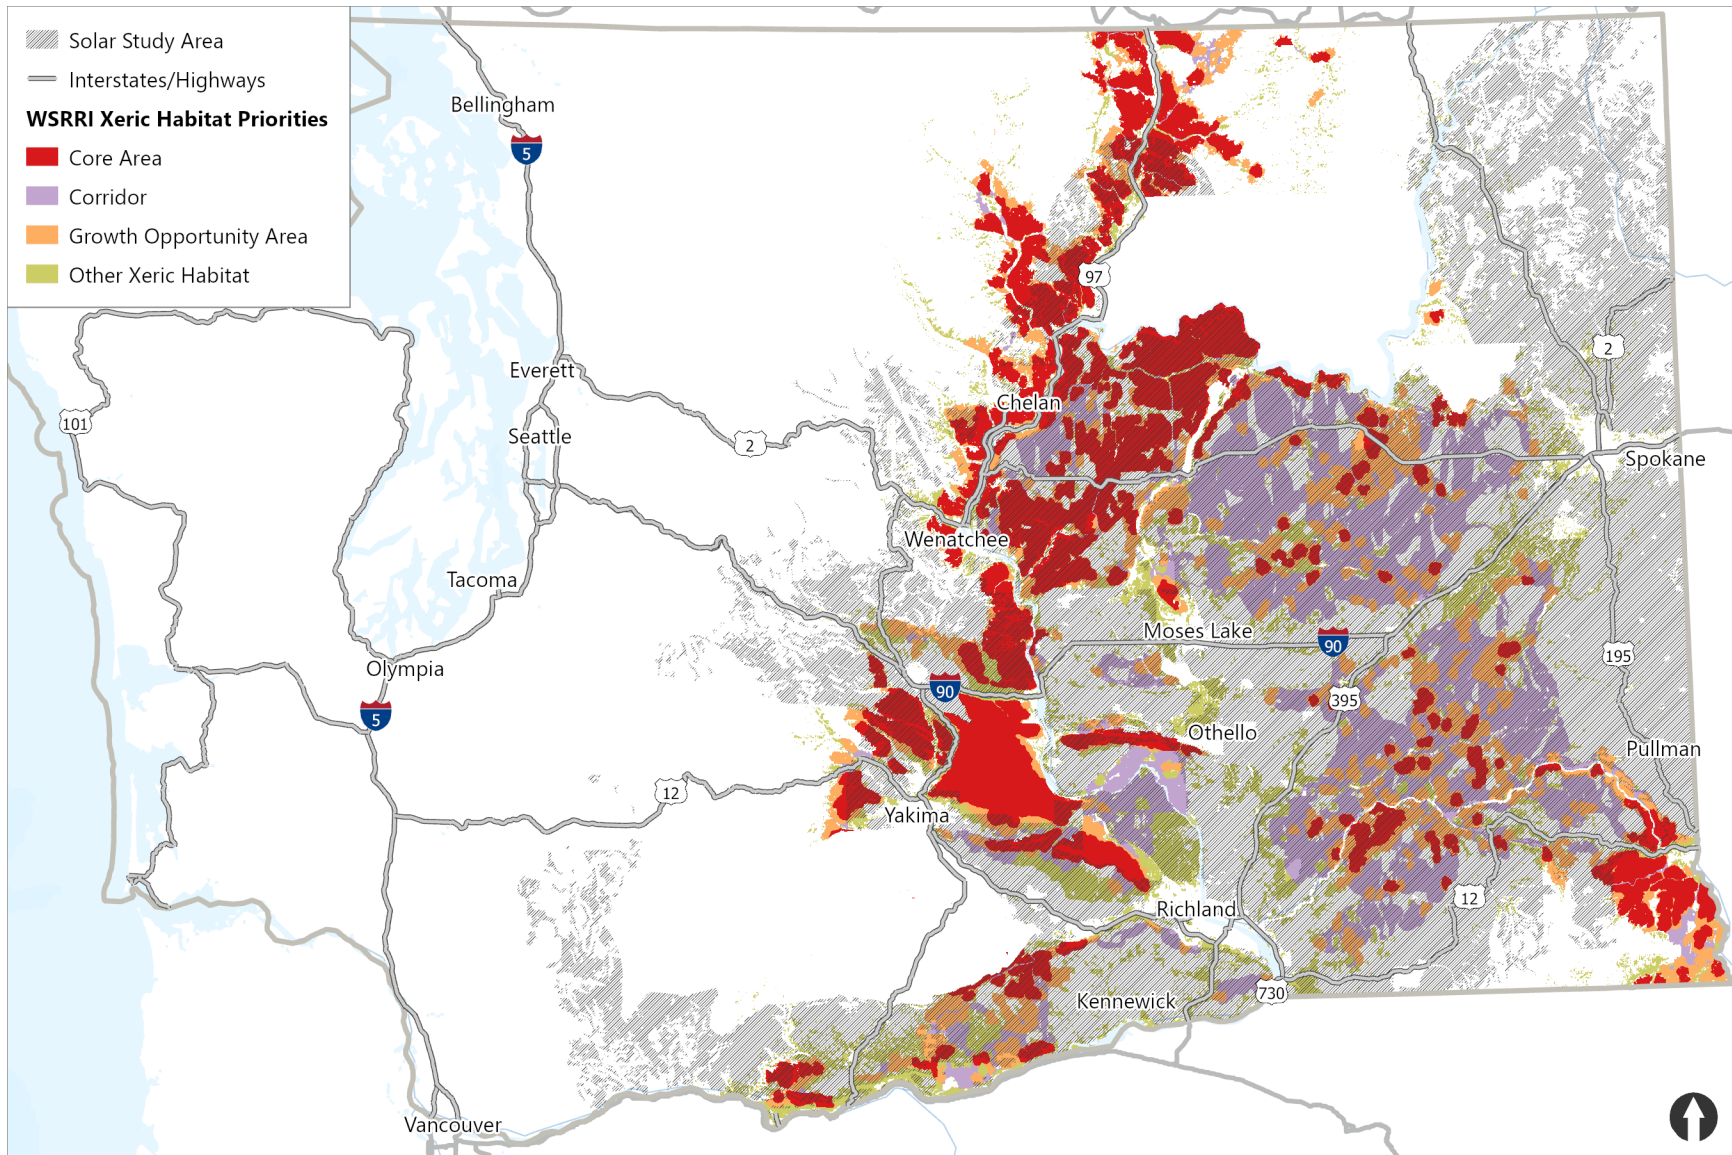 Solar Study Area
Interstates/Highways
WSRRI Xeric Habitat Priorities
Core Area
Corridor
Growth Opportunity Area
Other Xeric Habitat
Bellingham
5
97
2
Everett
Chelan
101
Seattle
2
Spokane
Wenatchee
Tacoma
Moses Lake
90
195
Olympia
90
395
5
Othello
Pullman
12
Yakima
12
Richland
730
Kennewick
Vancouver